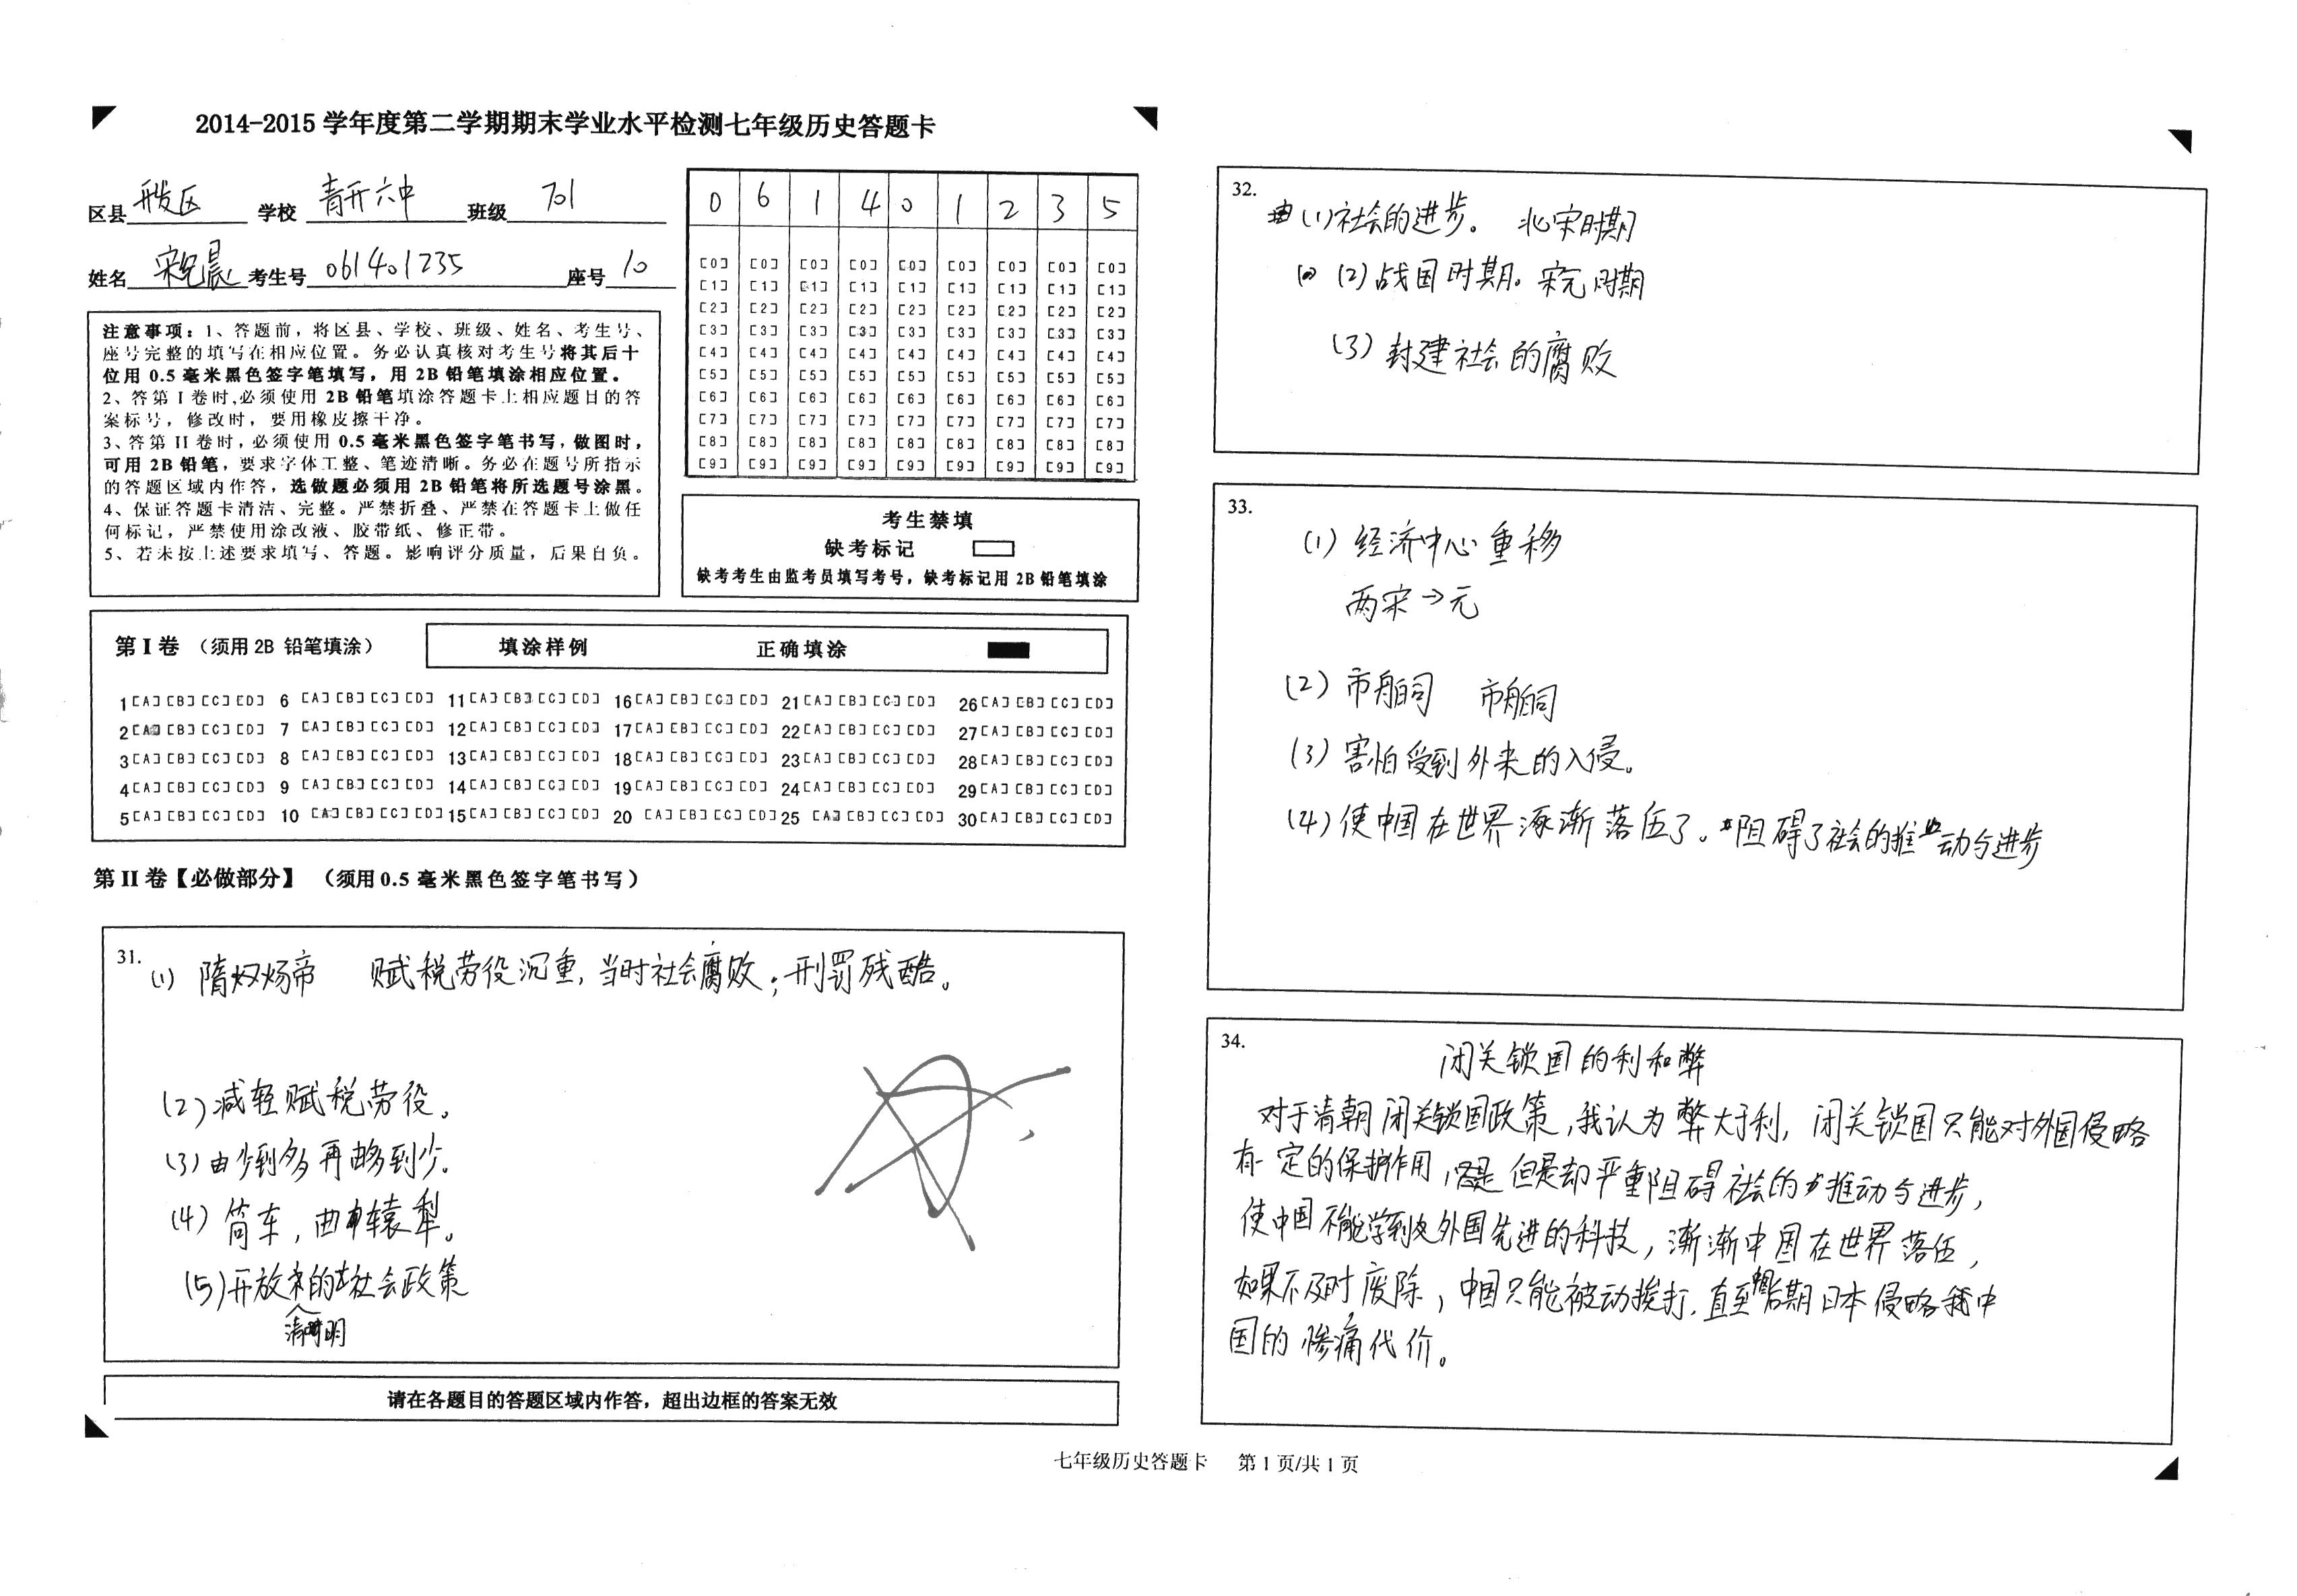 2014-2015 学年度第二学期期末学业水平检测七年级历史答题卡
区县 开发区 学校 青开六中 班级 701
姓名 宋 晨 考生号 061401235 座号 10
0 6 1 4 0 1 2 3 5
[0] [0] [0] [0] [0] [0] [0] [0] [0]
[1] [1] [1] [1] [1] [1] [1] [1] [1]
[2] [2] [2] [2] [2] [2] [2] [2] [2]
[3] [3] [3] [3] [3] [3] [3] [3] [3]
[4] [4] [4] [4] [4] [4] [4] [4] [4]
[5] [5] [5] [5] [5] [5] [5] [5] [5]
[6] [6] [6] [6] [6] [6] [6] [6] [6]
[7] [7] [7] [7] [7] [7] [7] [7] [7]
[8] [8] [8] [8] [8] [8] [8] [8] [8]
[9] [9] [9] [9] [9] [9] [9] [9] [9]
注意事项：1、答题前，将区县、学校、班级、姓名、考生号、
座号完整的填写在相应位置。务必认真核对考生号将其后十
位用 0.5 毫米黑色签字笔填写，用 2B 铅笔填涂相应位置。
2、答第 I 卷时，必须使用 2B 铅笔填涂答题卡上相应题目的答
案标号，修改时，要用橡皮擦干净。
3、答第 II 卷时，必须使用 0.5 毫米黑色签字笔书写，做图时，
可用 2B 铅笔，要求字体工整、笔迹清晰。务必在题号所指示
的答题区域内作答，选做题必须用 2B 铅笔将所选题号涂黑。
4、保证答题卡清洁、完整。严禁折叠、严禁在答题卡上做任
何标记，严禁使用涂改液、胶带纸、修正带。
5、若未按上述要求填写、答题。影响评分质量，后果自负。
考生禁填
缺考标记
缺考考生由监考员填写考号，缺考标记用 2B 铅笔填涂
第 I 卷 （须用 2B 铅笔填涂） 填涂样例 正确填涂
1 [A] [B] [C] [D] 6 [A] [B] [C] [D] 11 [A] [B] [C] [D] 16 [A] [B] [C] [D] 21 [A] [B] [C] [D] 26 [A] [B] [C] [D]
2 [A] [B] [C] [D] 7 [A] [B] [C] [D] 12 [A] [B] [C] [D] 17 [A] [B] [C] [D] 22 [A] [B] [C] [D] 27 [A] [B] [C] [D]
3 [A] [B] [C] [D] 8 [A] [B] [C] [D] 13 [A] [B] [C] [D] 18 [A] [B] [C] [D] 23 [A] [B] [C] [D] 28 [A] [B] [C] [D]
4 [A] [B] [C] [D] 9 [A] [B] [C] [D] 14 [A] [B] [C] [D] 19 [A] [B] [C] [D] 24 [A] [B] [C] [D] 29 [A] [B] [C] [D]
5 [A] [B] [C] [D] 10 [A] [B] [C] [D] 15 [A] [B] [C] [D] 20 [A] [B] [C] [D] 25 [A] [B] [C] [D] 30 [A] [B] [C] [D]
第 II 卷【必做部分】 （须用 0.5 毫米黑色签字笔书写）
31.
(1) 隋炀帝 赋税劳役沉重，当时社会腐败；刑罚残酷。
(2) 减轻赋税劳役。
(3) 由少到多再由多到少。
(4) 筒车，曲辕犁。
(5) 开放的社会政策
清明
请在各题目的答题区域内作答，超出边框的答案无效
32.
(1) 社会的进步。 北宋时期
(2) 战国时期。宋元时期
(3) 封建社会的腐败
33.
(1) 经济中心重移
两宋→元
(2) 市舶司 市舶司
(3) 害怕受到外来的入侵。
(4) 使中国在世界逐渐落伍了。阻碍了社会的推动与进步
34.
闭关锁国的利和弊
对于清朝闭关锁国政策，我认为弊大于利，闭关锁国只能对外国侵略
有一定的保护作用，但是却严重阻碍社会的推动与进步，
使中国不能学到外国先进的科技，渐渐中国在世界落伍，
如果不及时废除，中国只能被动挨打，直至后期日本侵略中
国的惨痛代价。
七年级历史答题卡 第 1 页/共 1 页